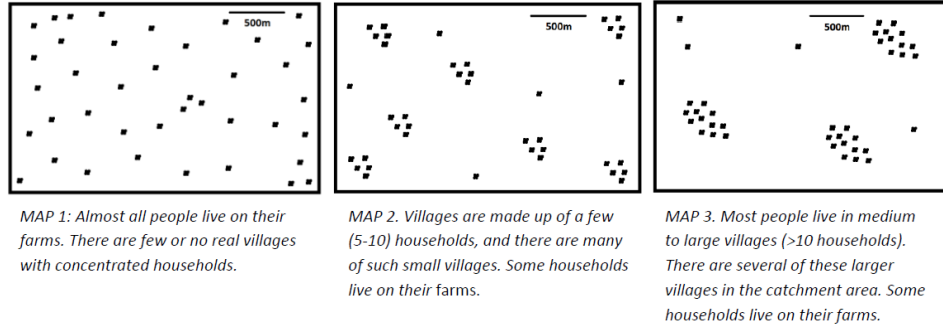 500m
500m
500m
MAP 1: Almost all people live on their
farms. There are few or no real villages
with concentrated households.
MAP 2. Villages are made up of a few
(5-10) households, and there are many
of such small villages. Some households
live on their farms.
MAP 3. Most people live in medium
to large villages (>10 households).
There are several of these larger
villages in the catchment area. Some
households live on their farms.